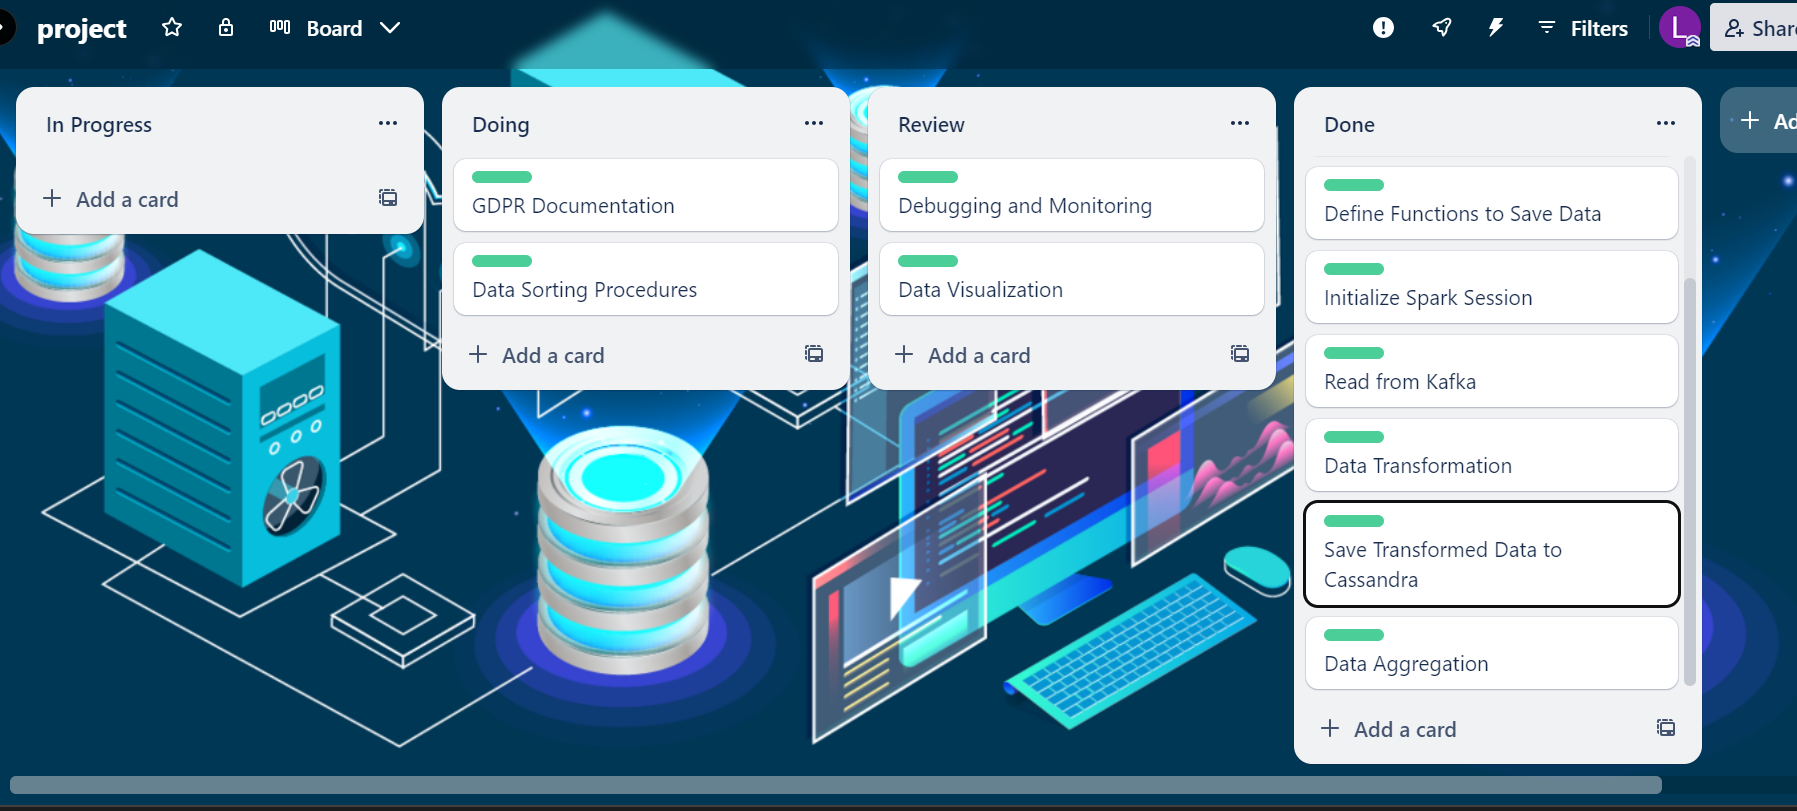 project
Board
Filters
L
Share
In Progress
Add a card
Doing
GDPR Documentation
Data Sorting Procedures
Add a card
Review
Debugging and Monitoring
Data Visualization
Add a card
Done
Define Functions to Save Data
Initialize Spark Session
Read from Kafka
Data Transformation
Save Transformed Data to
Cassandra
Data Aggregation
Add a card
Ad